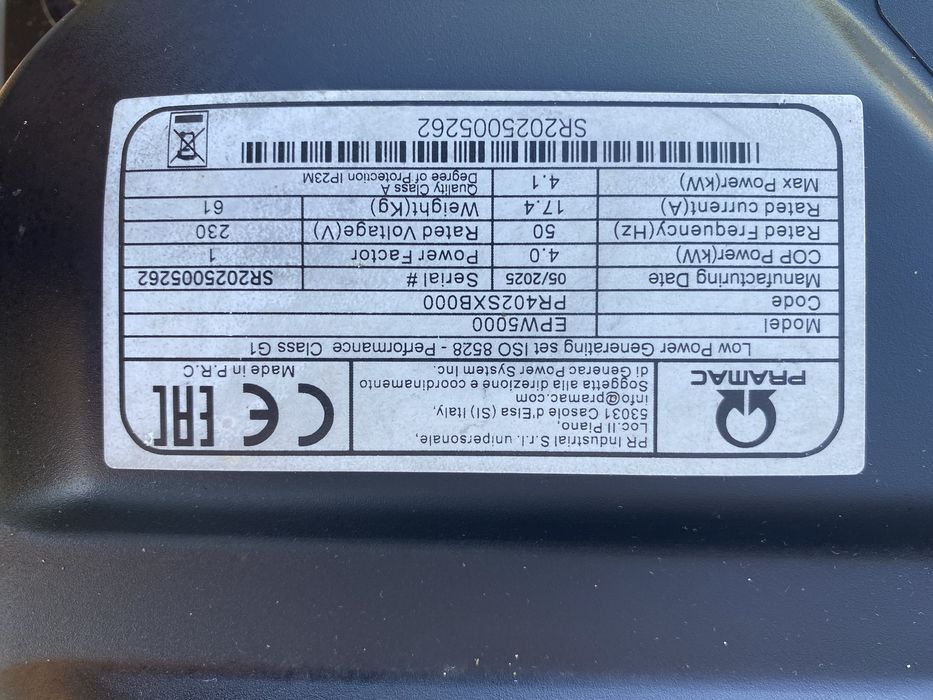 PRAMAC
PR Industrial S.r.l. unipersonale,
Loc.Il Piano,
53031 Casole d'Elsa (SI) Italy,
info@pramac.com
Soggetta alla direzione e coordinamento
di Generac Power System Inc.
CE EAC
Made in P.R.C
Low Power Generating set ISO 8528 - Performance Class G1
Model EPW5000
Code PR402SXB000
Manufacturing Date 05/2025 Serial # SR2025005262
COP Power(kW) 4.0 Power Factor 1
Rated Frequency(Hz) 50 Rated Voltage(V) 230
Rated current(A) 17.4 Weight(Kg) 61
Max Power(kW) 4.1 Quality Class A
Degree of Protection IP23M
SR2025005262